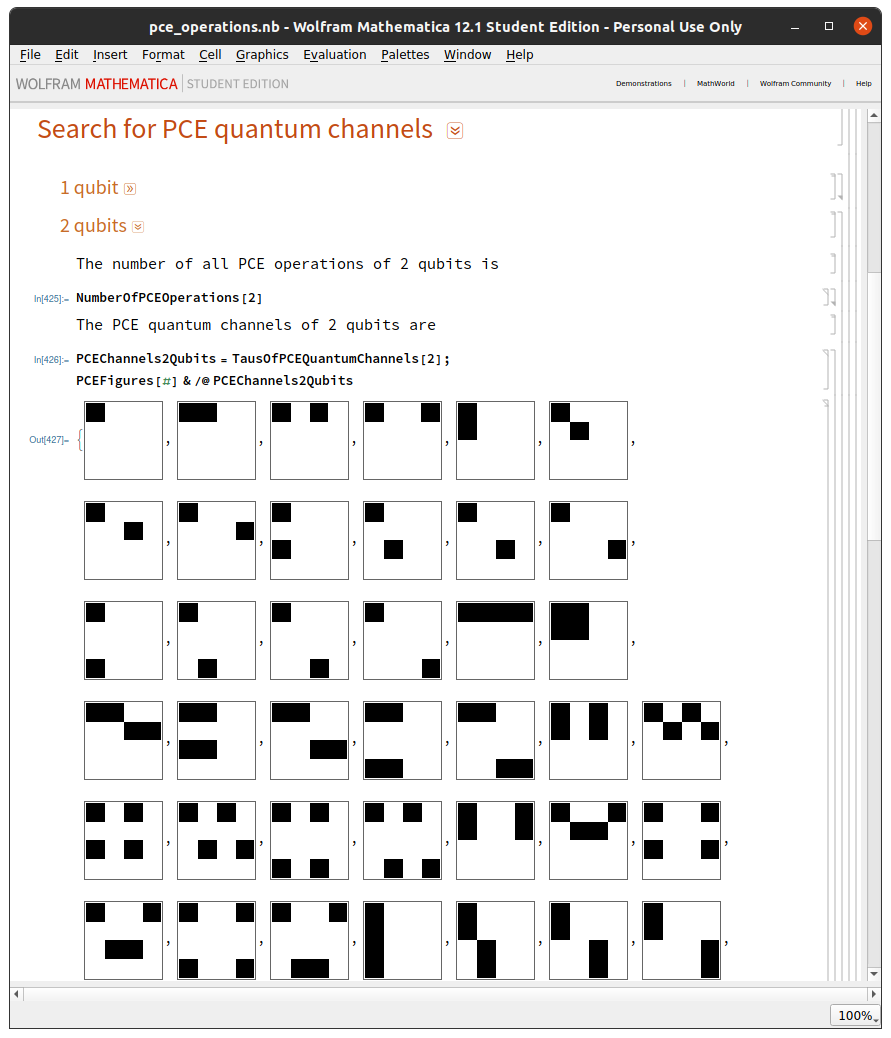 pce_operations.nb - Wolfram Mathematica 12.1 Student Edition - Personal Use Only
File Edit Insert Format Cell Graphics Evaluation Palettes Window Help
WOLFRAM MATHEMATICA | STUDENT EDITION Demonstrations | MathWorld | Wolfram Community | Help
Search for PCE quantum channels
1 qubit
2 qubits
The number of all PCE operations of 2 qubits is
In[425]:= NumberOfPCEOperations[2]
The PCE quantum channels of 2 qubits are
In[426]:= PCEChannels2Qubits = TausOfPCEQuantumChannels[2];
PCEFigures[#] & /@ PCEChannels2Qubits
Out[427]= { , , , , , ,
, , , , , ,
, , , , , ,
, , , , , , ,
, , , , , , ,
, , , , , , ,
100%